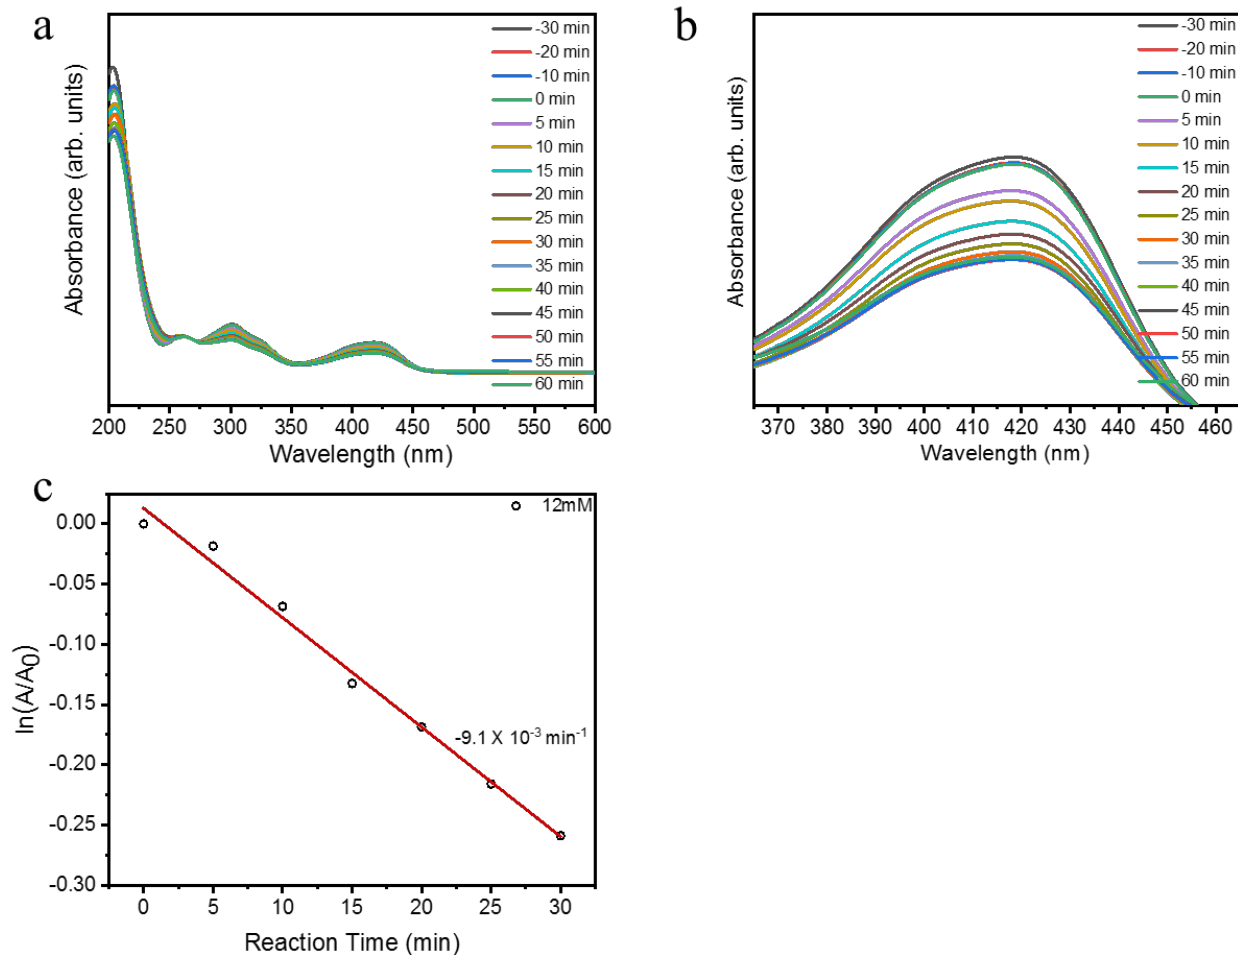 a
-30 min
-20 min
-10 min
0 min
5 min
10 min
15 min
20 min
25 min
30 min
35 min
40 min
45 min
50 min
55 min
60 min
Absorbance (arb. units)
200 250 300 350 400 450 500 550 600
Wavelength (nm)
b
-30 min
-20 min
-10 min
0 min
5 min
10 min
15 min
20 min
25 min
30 min
35 min
40 min
45 min
50 min
55 min
60 min
Absorbance (arb. units)
370 380 390 400 410 420 430 440 450 460
Wavelength (nm)
c
12mM
0.00
-0.05
-0.10
-0.15
-0.20
-0.25
-0.30
ln(A/A₀)
-9.1 X 10⁻³ min⁻¹
0 5 10 15 20 25 30
Reaction Time (min)